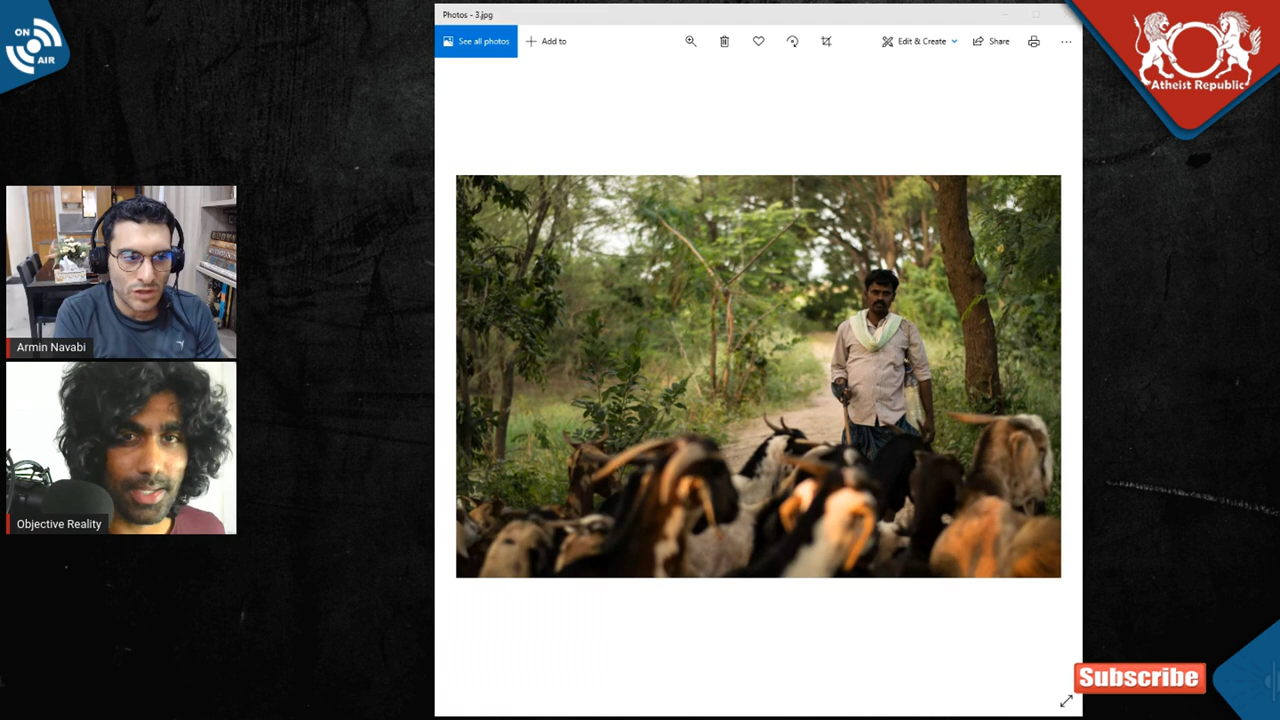 ON
AIR
Photos - 3.jpg
See all photos
Add to
Edit & Create
Share
Atheist Republic
Armin Navabi
Objective Reality
Subscribe